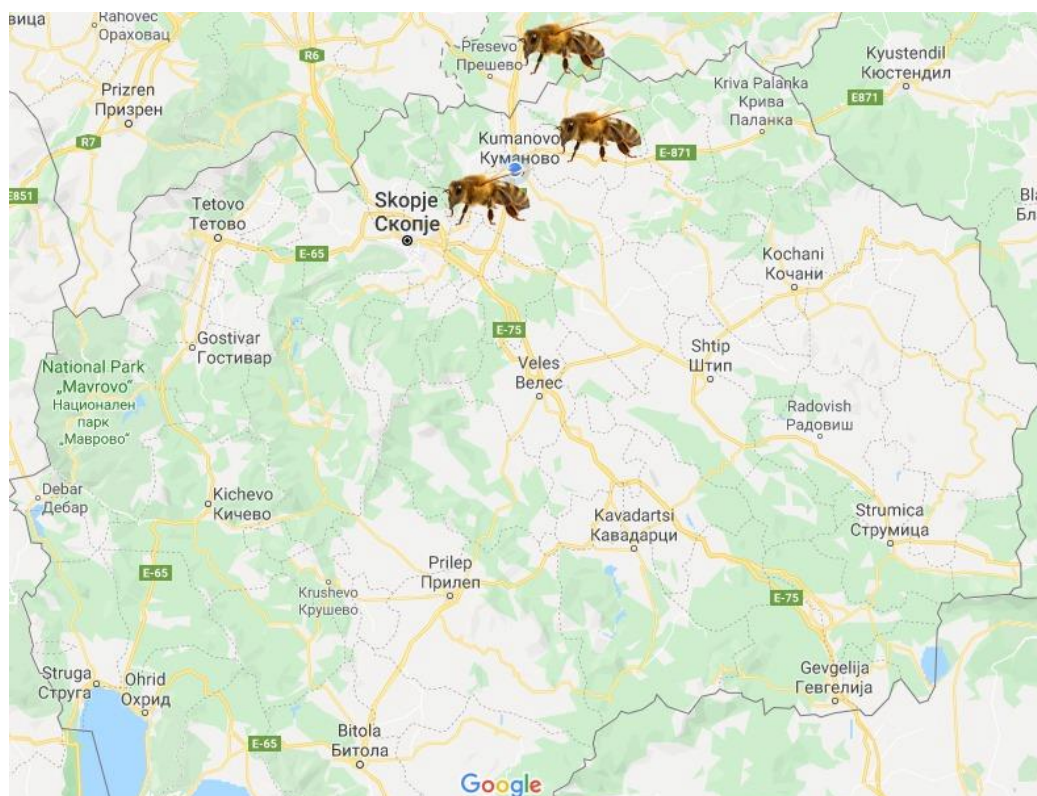 вица
Rahovec
Ораховац
R6
Presevo
Прешево
Kyustendil
Кюстендил
Kriva Palanka
Крива
Паланка
E871
Prizren
Призрен
R7
Kumanovo
Куманово
E-871
E851
Tetovo
Тетово
Skopje
Скопје
E-65
Bla
Бл
Kochani
Кочани
Gostivar
Гостивар
E-75
Veles
Велес
Shtip
Штип
National Park
„Mavrovo“
Национален
парк
„Маврово“
Radovish
Радовиш
Debar
Дебар
Kichevo
Кичево
Kavadartsi
Кавадарци
Strumica
Струмица
Prilep
Прилеп
E-65
Krushevo
Крушево
E-75
Struga
Струга
Ohrid
Охрид
Gevgelija
Гевгелија
Bitola
Битола
E-65
Google